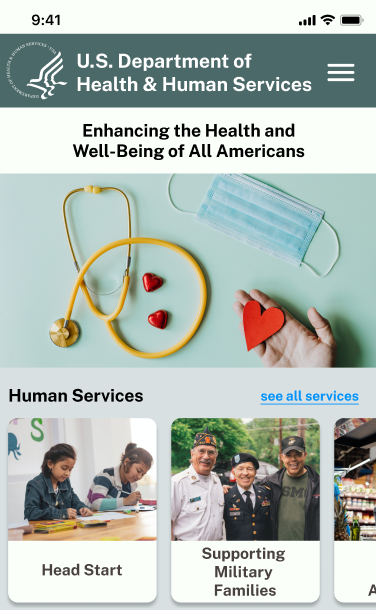 9:41
U.S. Department of
Health & Human Services
Enhancing the Health and
Well-Being of All Americans
Human Services
see all services
S
Head Start
Supporting
Military
Families
A